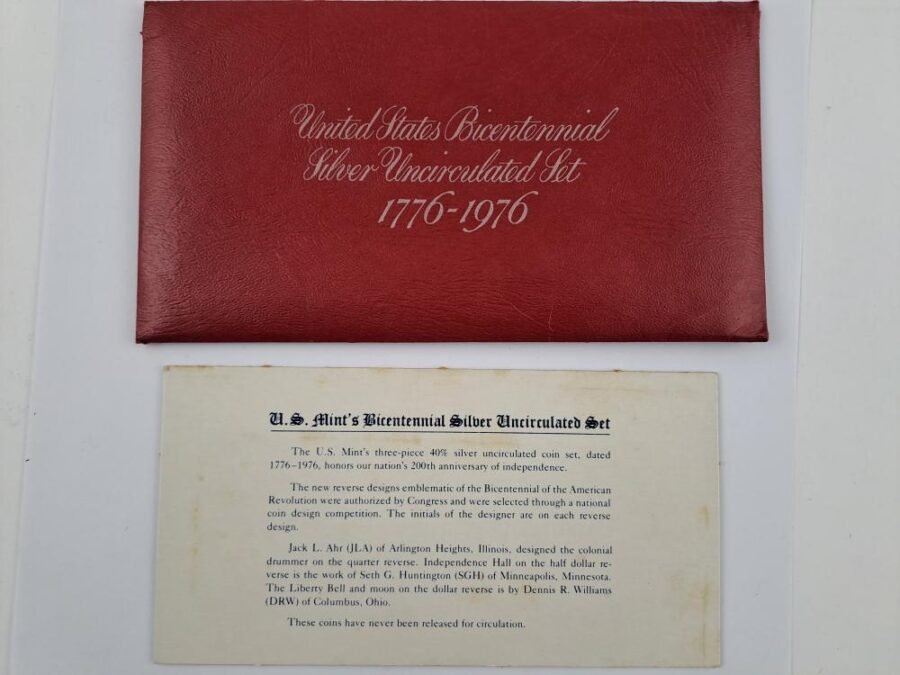 United States Bicentennial
Silver Uncirculated Set
1776-1976
U.S. Mint's Bicentennial Silver Uncirculated Set
The U.S. Mint's three-piece 40% silver uncirculated coin set, dated
1776-1976, honors our nation's 200th anniversary of independence.
The new reverse designs emblematic of the Bicentennial of the American
Revolution were authorized by Congress and were selected through a national
coin design competition. The initials of the designer are on each reverse
design.
Jack L. Ahr (JLA) of Arlington Heights, Illinois, designed the colonial
drummer on the quarter reverse. Independence Hall on the half dollar re-
verse is the work of Seth G. Huntington (SGH) of Minneapolis, Minnesota.
The Liberty Bell and moon on the dollar reverse is by Dennis R. Williams
(DRW) of Columbus, Ohio.
These coins have never been released for circulation.